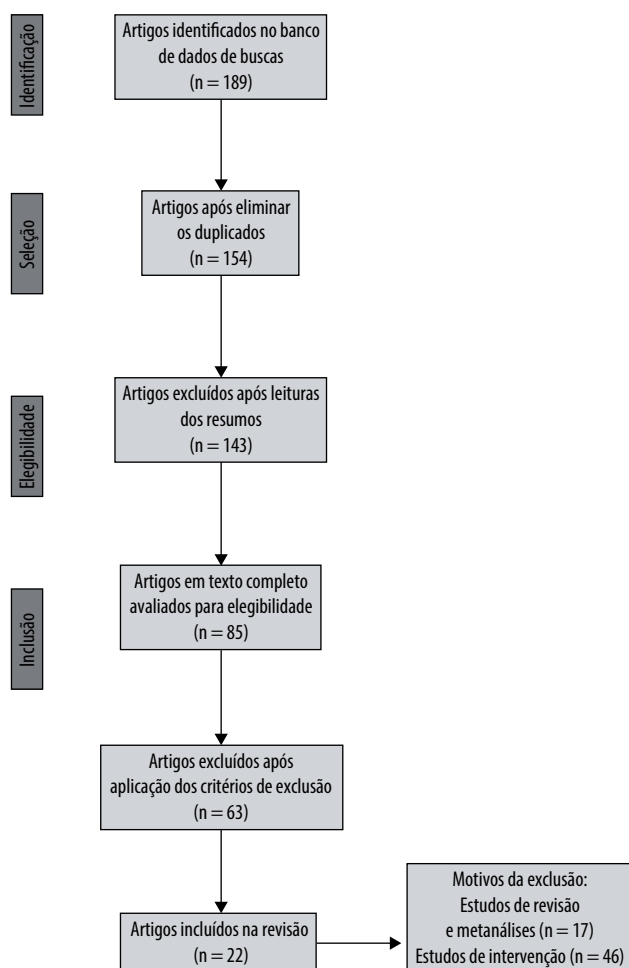 Identificação
Artigos identificados no banco
de dados de buscas
(n = 189)
Seleção
Artigos após eliminar
os duplicados
(n = 154)
Elegibilidade
Artigos excluídos após leituras
dos resumos
(n = 143)
Inclusão
Artigos em texto completo
avaliados para elegibilidade
(n = 85)
Artigos excluídos após
aplicação dos critérios de exclusão
(n = 63)
Artigos incluídos na revisão
(n = 22)
Motivos da exclusão:
Estudos de revisão
e metanálises (n = 17)
Estudos de intervenção (n = 46)